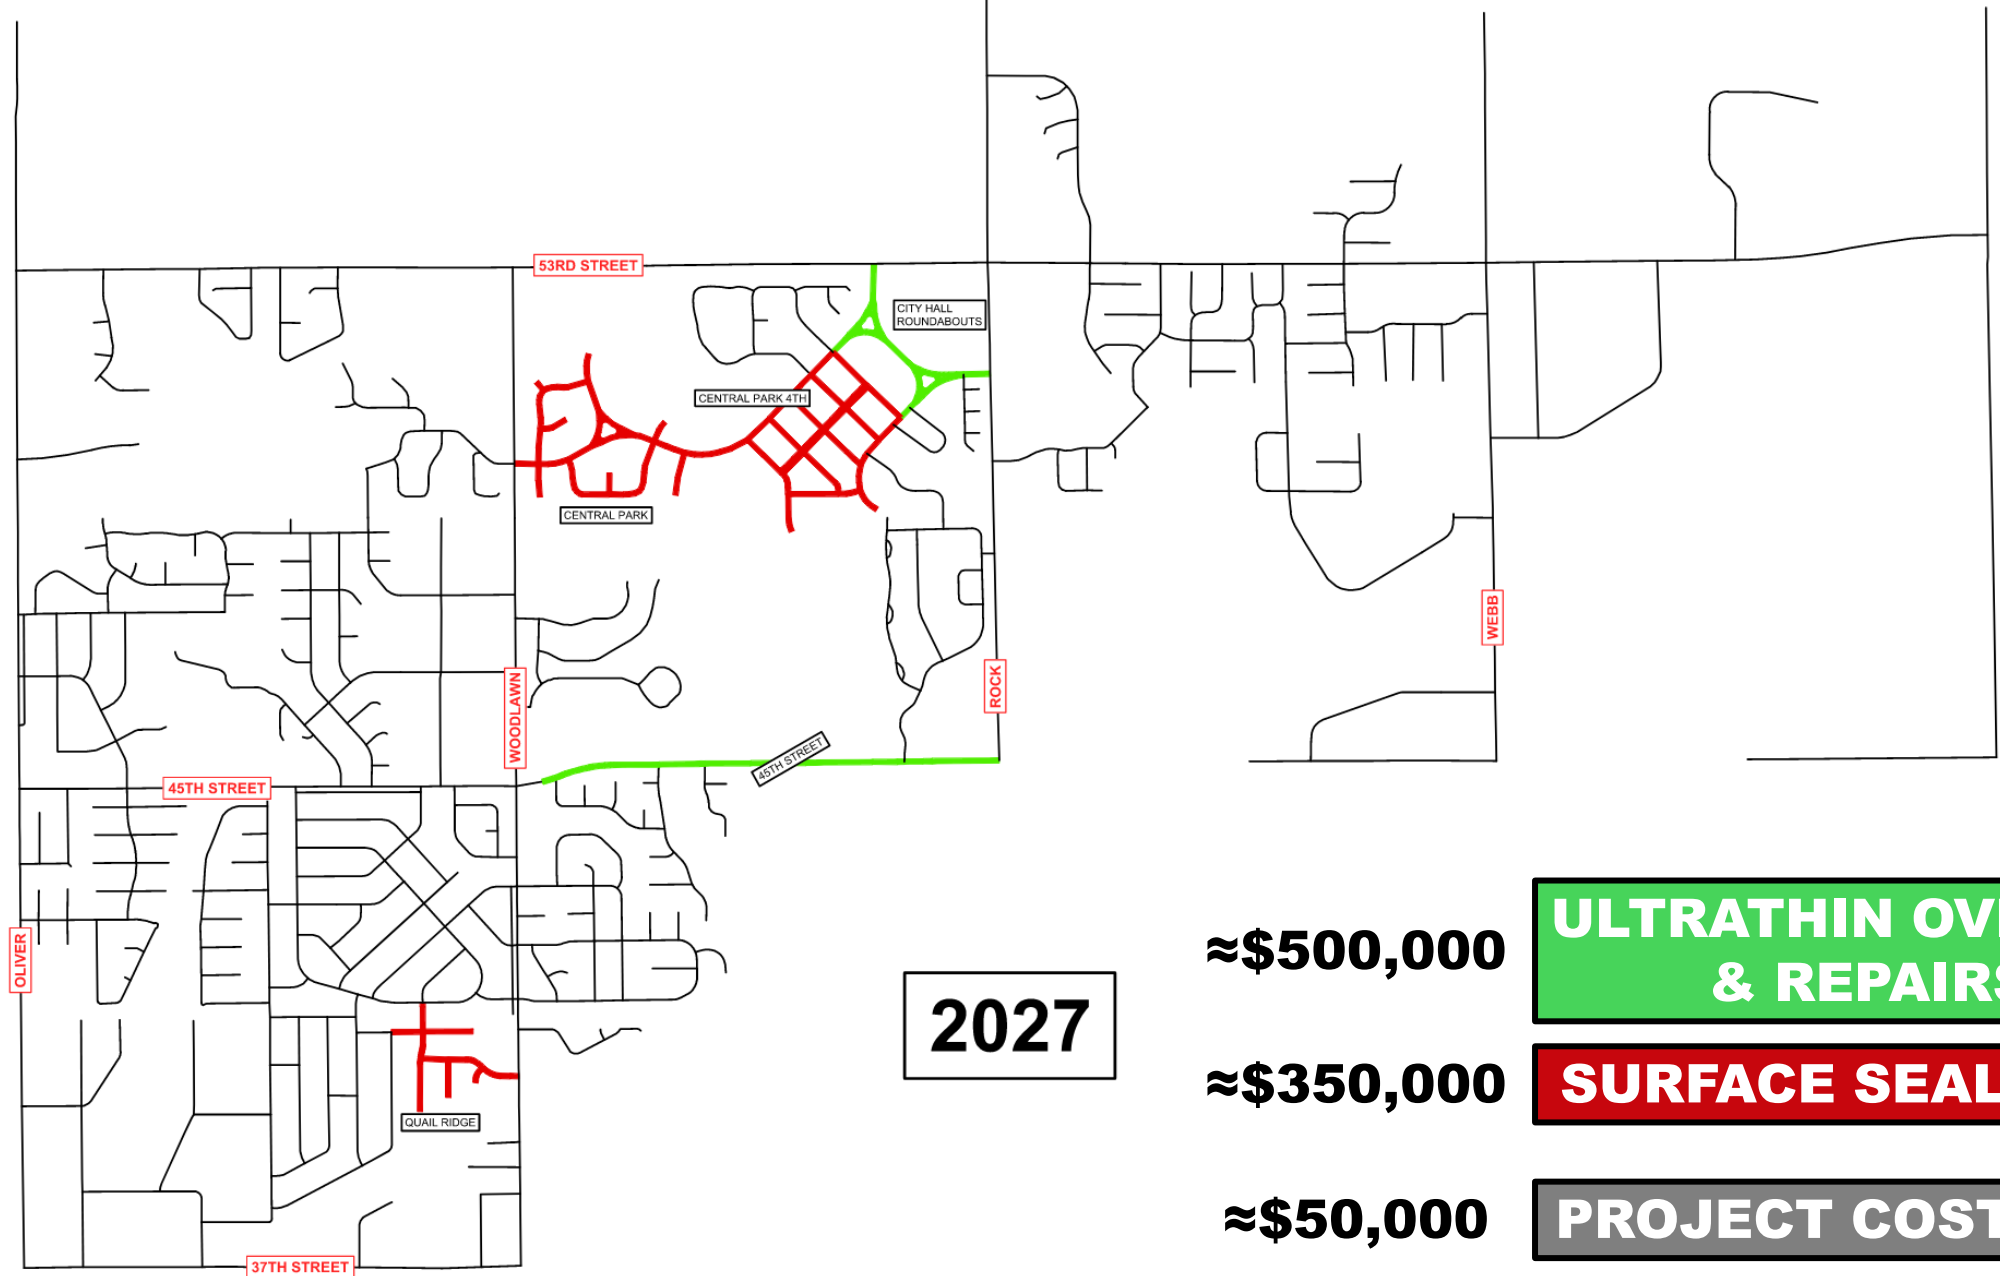 53RD STREET
CITY HALL
ROUNDABOUTS
CENTRAL PARK 4TH
CENTRAL PARK
WEBB
ROCK
WOODLAWN
45TH STREET
45TH STREET
OLIVER
≈$500,000
ULTRATHIN
& REPAIRS
2027
≈$350,000
SURFACE SEAL
QUAIL RIDGE
≈$50,000
PROJECT COST
37TH STREET